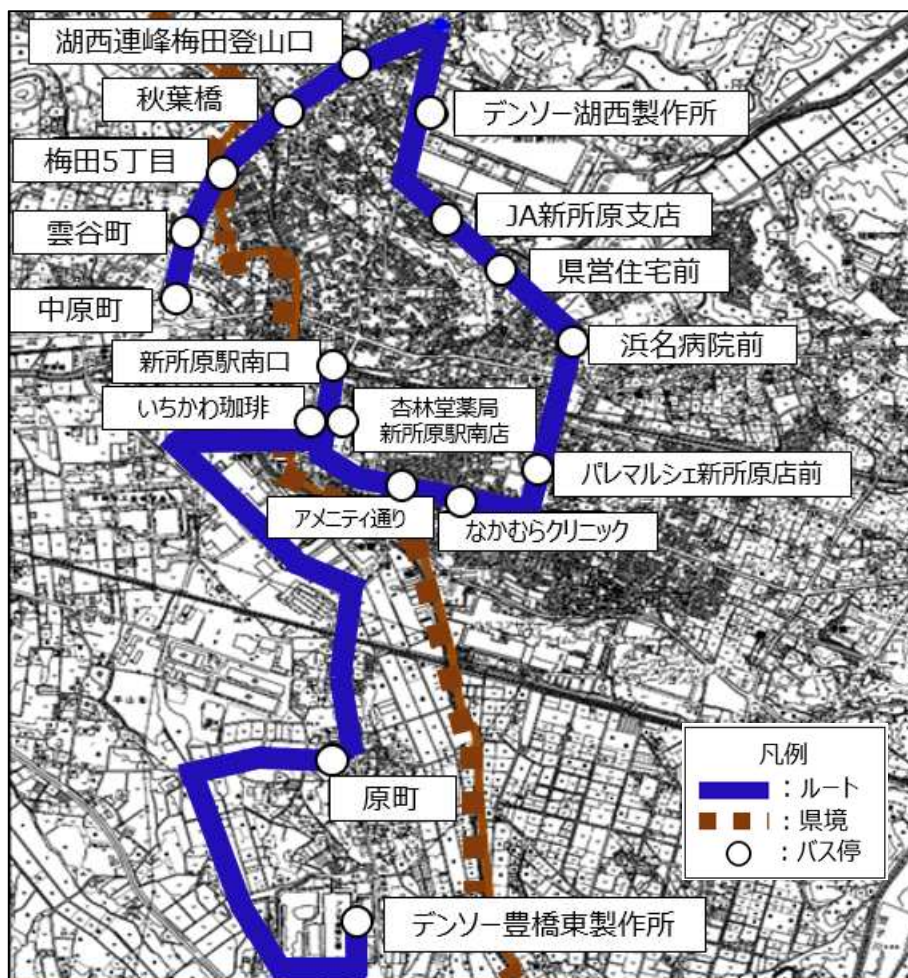 湖西連峰梅田登山口
秋葉橋
デンソー湖西製作所
梅田5丁目
JA新所原支店
雲谷町
県営住宅前
中原町
浜名病院前
新所原駅南口
いちかわ珈琲
杏林堂薬局
新所原駅南店
パレマルシェ新所原店前
アメニティ通り
なかむらクリニック
凡例
:ルート
:県境
:バス停
原町
デンソー豊橋東製作所